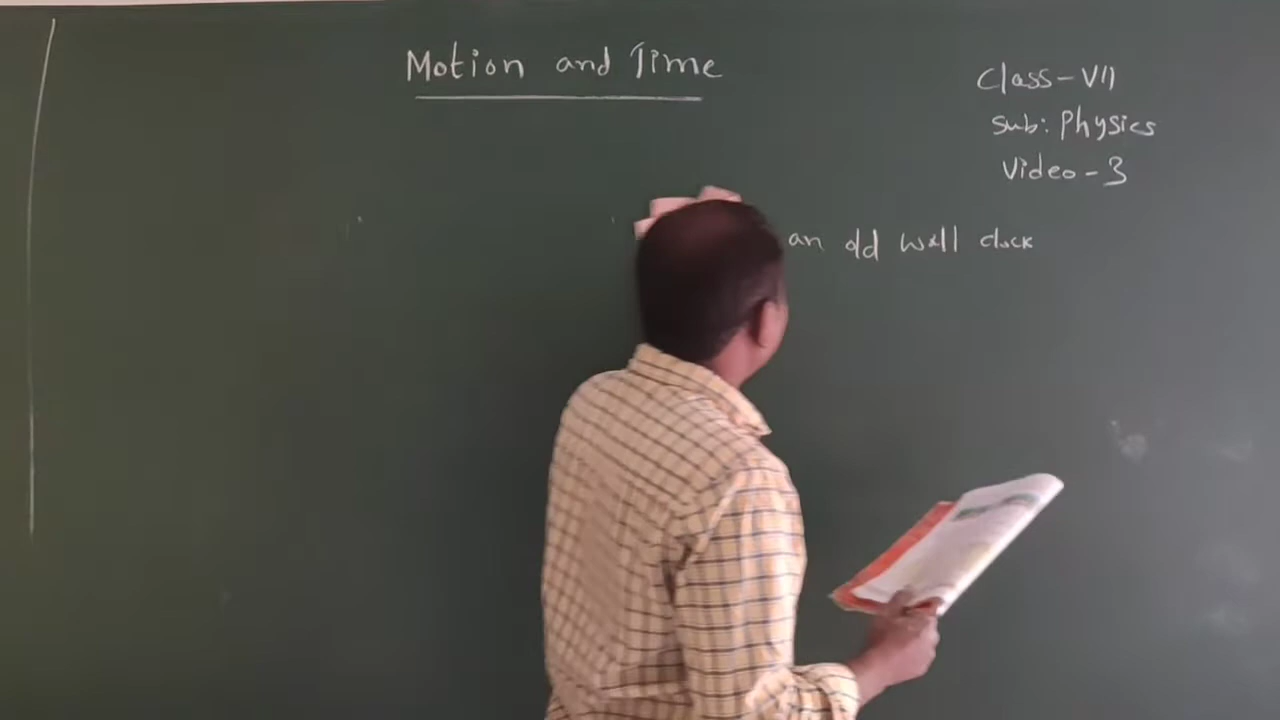 Motion and Time
Class-VII
Sub: Physics
Video-3
an old wall clock